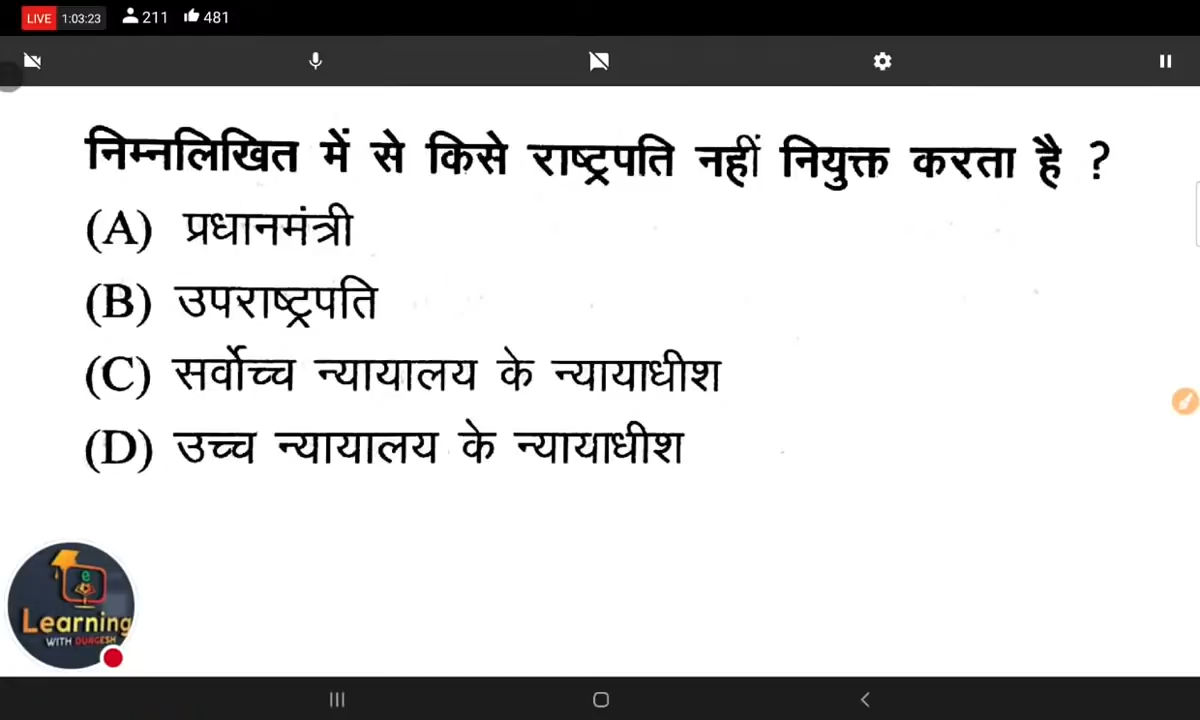 LIVE 1:03:23 211 481
निम्नलिखित में से किसे राष्ट्रपति नहीं नियुक्त करता है ?
(A) प्रधानमंत्री
(B) उपराष्ट्रपति
(C) सर्वोच्च न्यायालय के न्यायाधीश
(D) उच्च न्यायालय के न्यायाधीश
e
Learning
WITH DURGESH